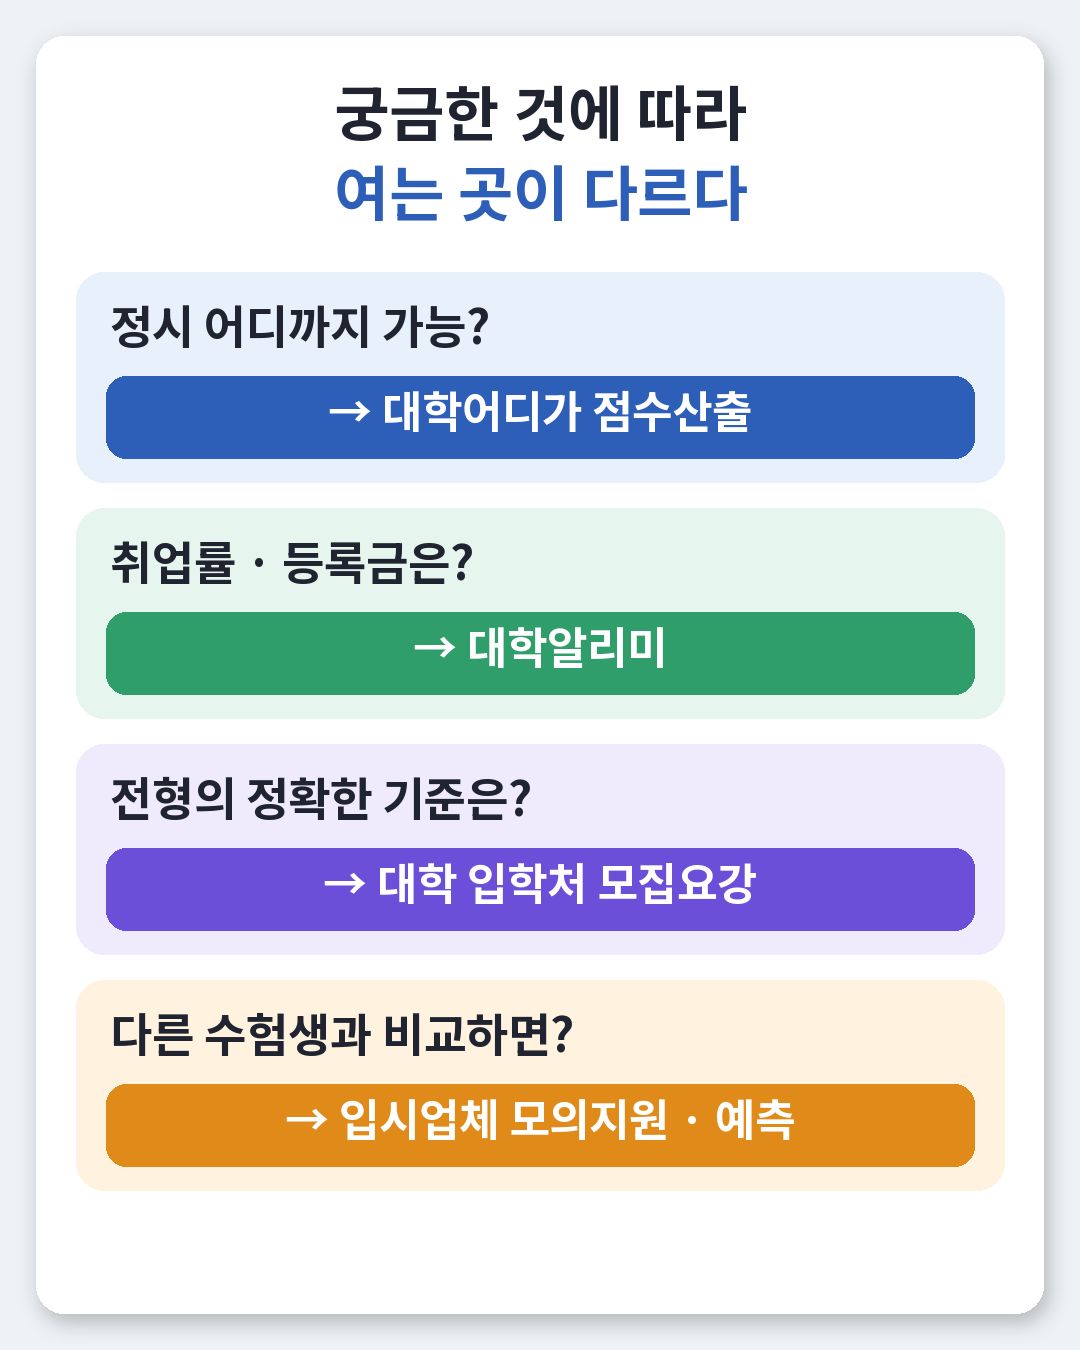 궁금한 것에 따라
여는 곳이 다르다
정시 어디까지 가능?
→ 대학어디가 점수산출
취업률 · 등록금은?
→ 대학알리미
전형의 정확한 기준은?
→ 대학 입학처 모집요강
다른 수험생과 비교하면?
→ 입시업체 모의지원 · 예측